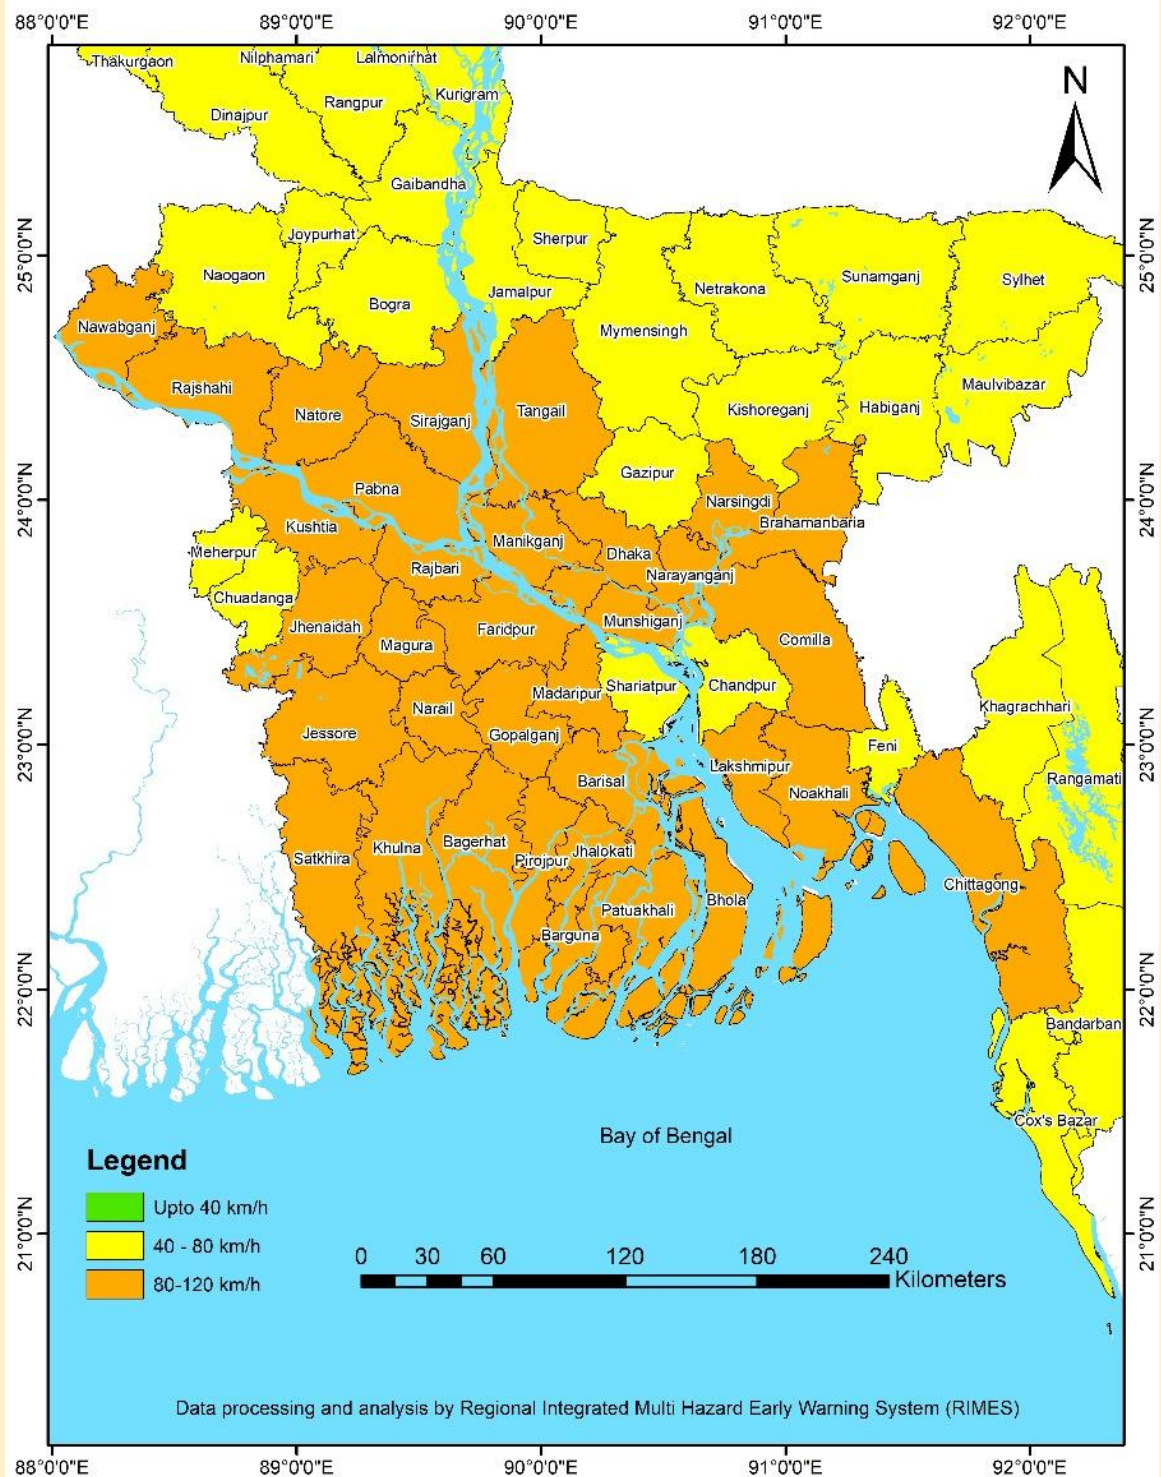 88°0'0"E 89°0'0"E 90°0'0"E 91°0'0"E 92°0'0"E
N
Thakurgaon
Nilphamari
Lalmonirhat
Kurigram
Rangpur
Dinajpur
Gaibandha
25°0'0"N
25°0'0"N
Joypurhat
Sherpur
Naogaon
Bogra
Jamalpur
Netrakona
Sunamganj
Sylhet
Nawabganj
Mymensingh
Rajshahi
Natore
Sirajganj
Tangail
Kishoreganj
Habiganj
Maulvibazar
Gazipur
24°0'0"N
24°0'0"N
Pabna
Narsingdi
Kushtia
Brahamanbaria
Manikganj
Meherpur
Dhaka
Rajbari
Narayanganj
Chuadanga
Jhenaidah
Magura
Faridpur
Munshiganj
Comilla
Madaripur
Shariatpur
Chandpur
Narail
Khagrachhari
Jessore
Gopalganj
23°0'0"N
23°0'0"N
Feni
Lakshmipur
Barisal
Noakhali
Rangamati
Satkhira
Khulna
Bagerhat
Pirojpur
Jhalokati
Chittagong
Bhola
Patuakhali
Barguna
22°0'0"N
22°0'0"N
Bandarban
Cox's Bazar
Bay of Bengal
Legend
Upto 40 km/h
40 - 80 km/h
80-120 km/h
21°0'0"N
21°0'0"N
0 30 60 120 180 240
Kilometers
Data processing and analysis by Regional Integrated Multi Hazard Early Warning System (RIMES)
88°0'0"E 89°0'0"E 90°0'0"E 91°0'0"E 92°0'0"E